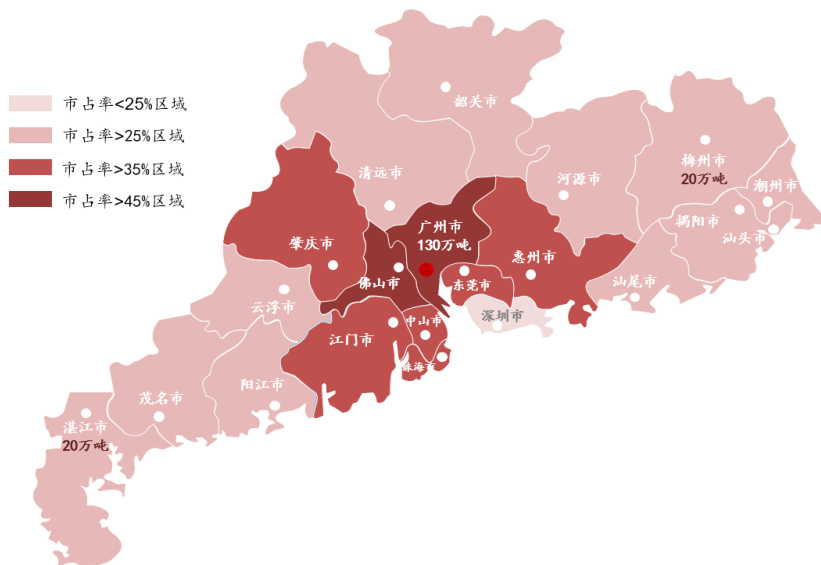 市占率<25%区域
市占率>25%区域
市占率>35%区域
市占率>45%区域
韶关市
清远市
河源市
梅州市
20万吨
潮州市
揭阳市
汕头市
广州市
130万吨
肇庆市
惠州市
佛山市
东莞市
汕尾市
云浮市
深圳市
中山市
江门市
珠海市
阳江市
茂名市
湛江市
20万吨